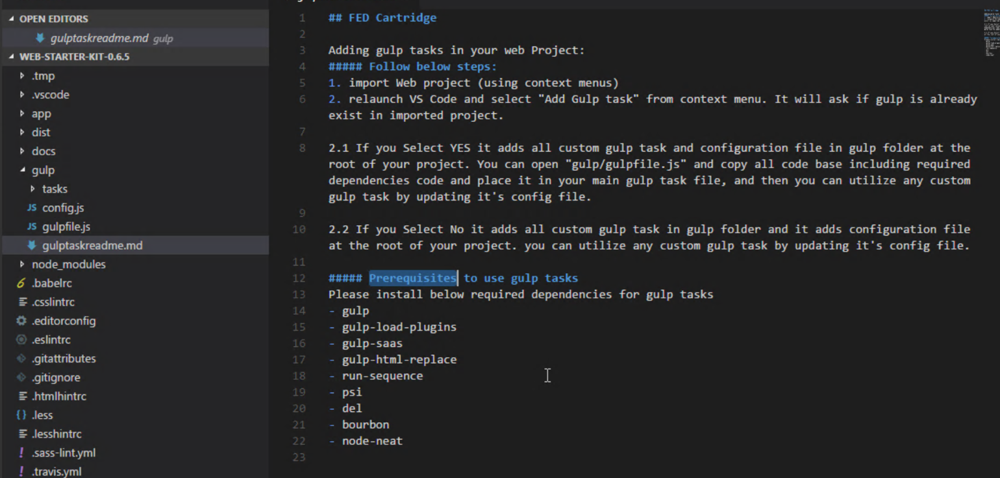 OPEN EDITORS
gulptaskreadme.md gulp
WEB-STARTER-KIT-0.6.5
.tmp
.vscode
app
dist
docs
gulp
tasks
JS config.js
JS gulpfile.js
gulptaskreadme.md
node_modules
6 .babelrc
.csslintrc
.editorconfig
.eslintrc
.gitattributes
.gitignore
.htmlhintrc
{} .less
.lesshintrc
! .sass-lint.yml
! .travis.yml
1 ## FED Cartridge
2
3 Adding gulp tasks in your web Project:
4 ##### Follow below steps:
5 1. import Web project (using context menus)
6 2. relaunch VS Code and select "Add Gulp task" from context menu. It will ask if gulp is already
exist in imported project.
7
8 2.1 If you Select YES it adds all custom gulp task and configuration file in gulp folder at the
root of your project. You can open "gulp/gulpfile.js" and copy all code base including required
dependencies code and place it in your main gulp task file, and then you can utilize any custom
gulp task by updating it's config file.
9
10 2.2 If you Select No it adds all custom gulp task in gulp folder and it adds configuration file
at the root of your project. you can utilize any custom gulp task by updating it's config file.
11
12 ##### Prerequisites to use gulp tasks
13 Please install below required dependencies for gulp tasks
14 - gulp
15 - gulp-load-plugins
16 - gulp-saas
17 - gulp-html-replace
18 - run-sequence
19 - psi
20 - del
21 - bourbon
22 - node-neat
23